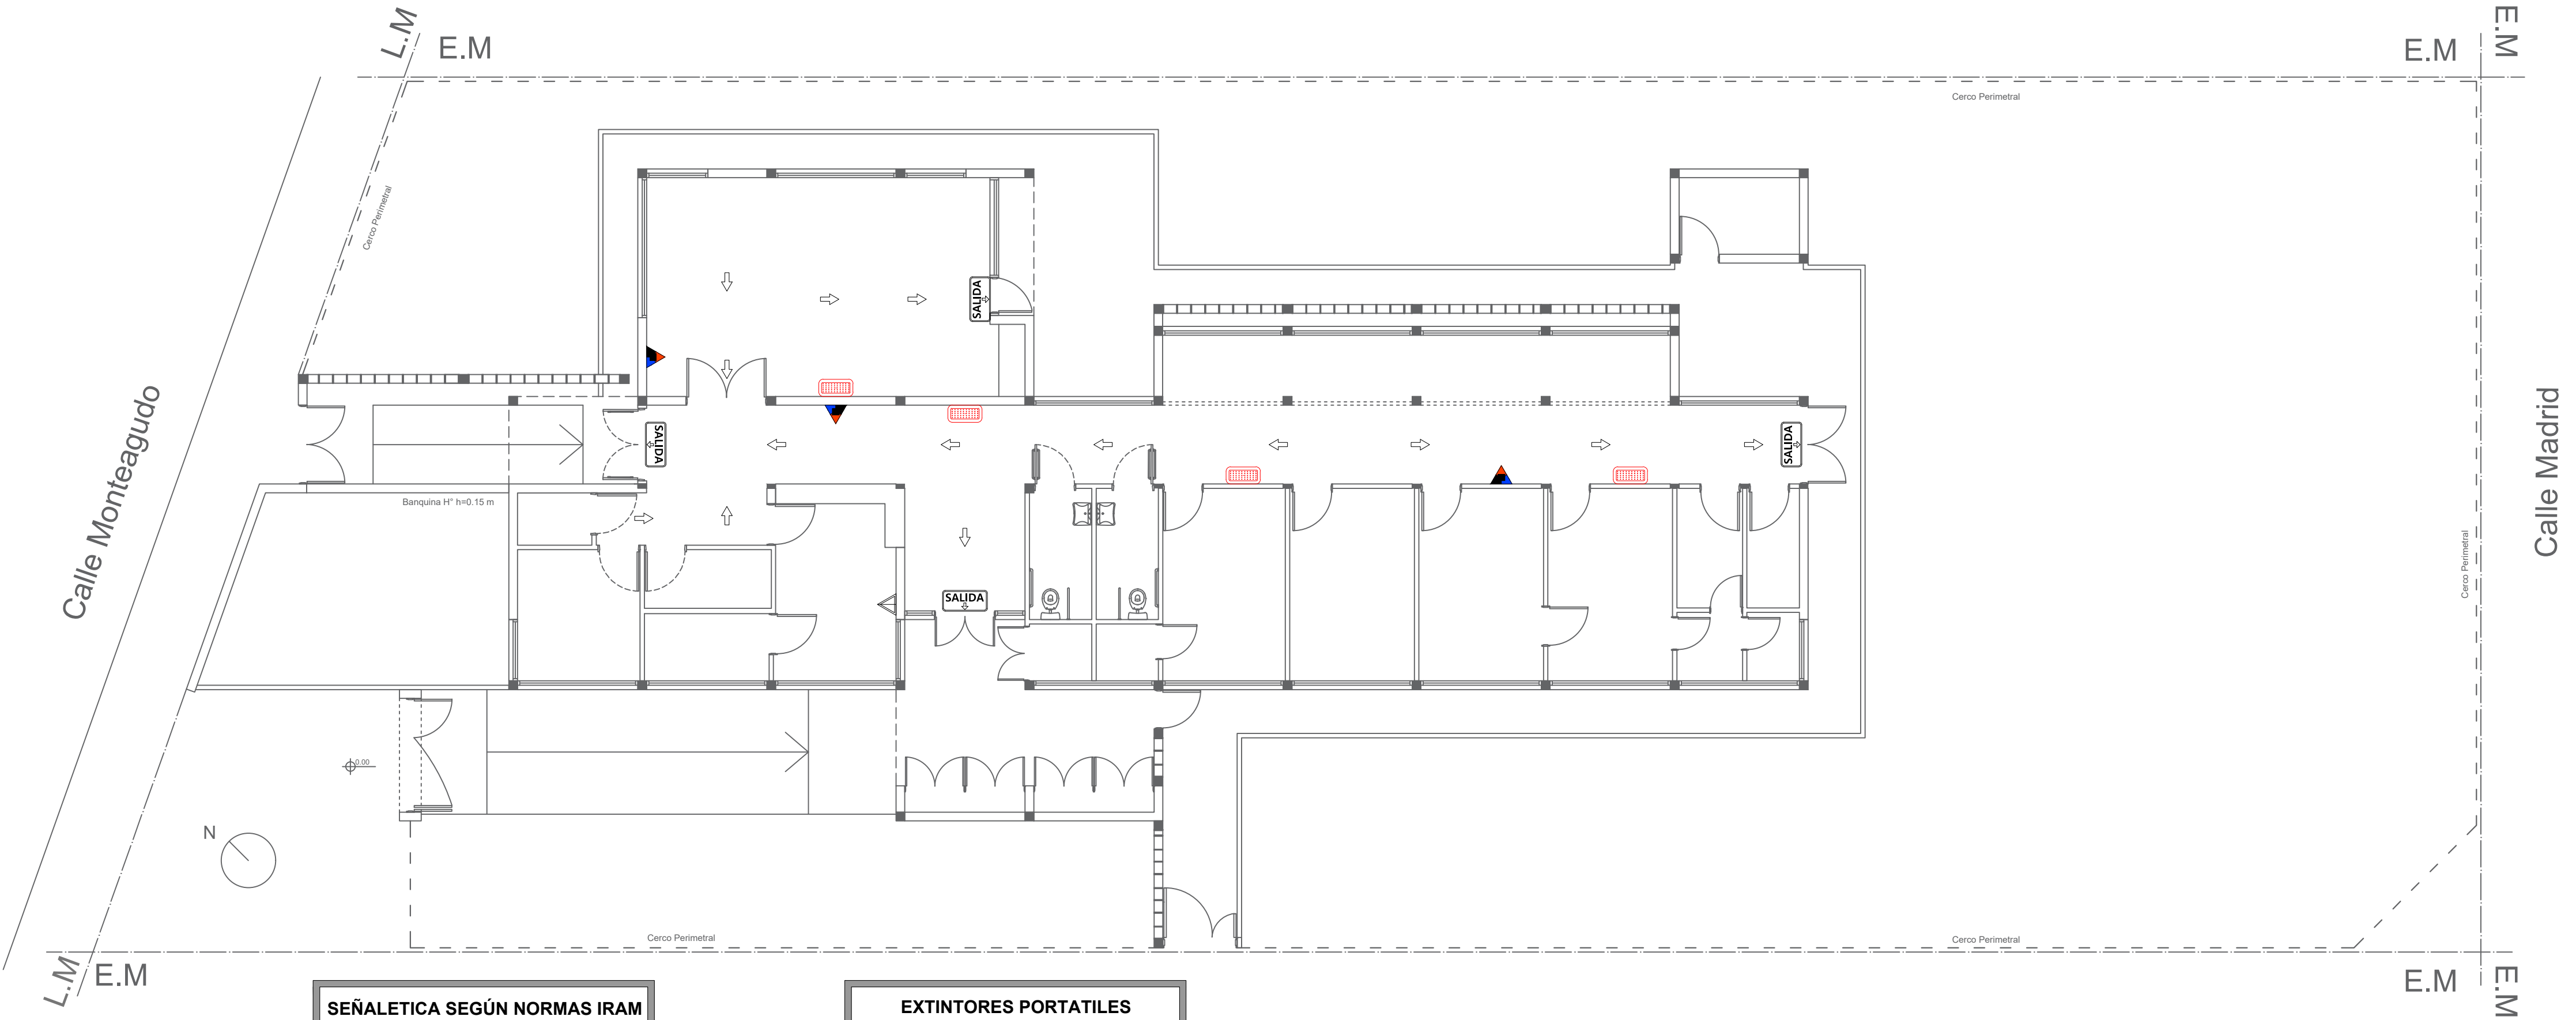 L.M
E.M
E.M
E.M
Cerco Perimetral
Cerco Perimetral
SALIDA
Calle Monteagudo
SALIDA
SALIDA
Calle Madrid
Banquina H° h=0.15 m
Cerco Perimetral
SALIDA
0.00
N
Cerco Perimetral
Cerco Perimetral
L.M
E.M
E.M
E.M
SEÑALETICA SEGÚN NORMAS IRAM
EXTINTORES PORTATILES